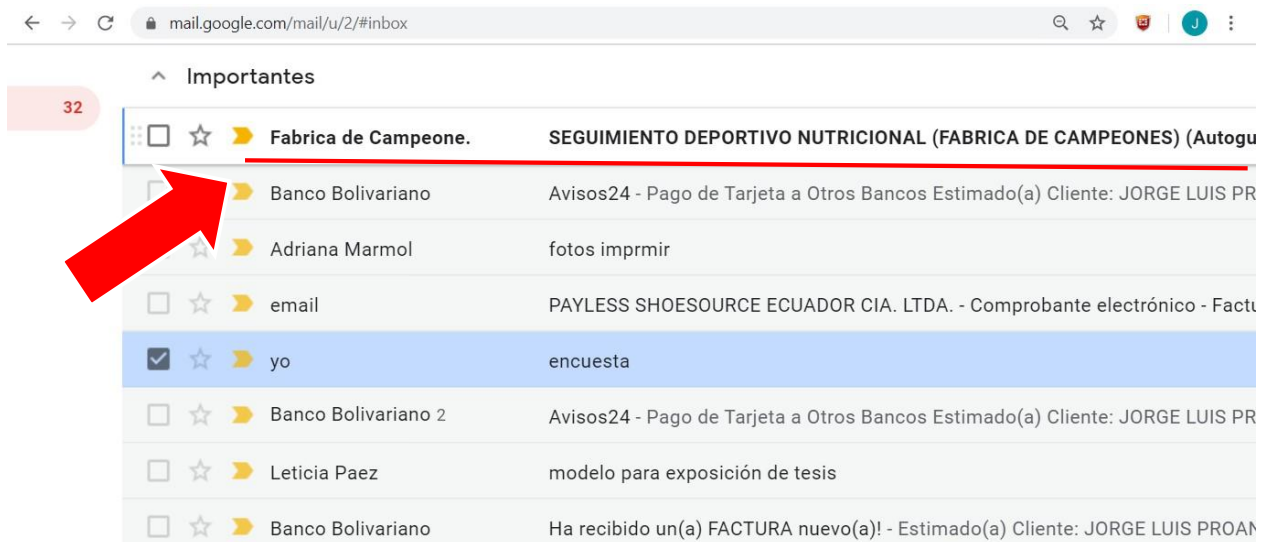 mail.google.com/mail/u/2/#inbox
J
Importantes
32
Fabrica de Campeone. SEGUIMIENTO DEPORTIVO NUTRICIONAL (FABRICA DE CAMPEONES) (Autogu
Banco Bolivariano Avisos24 - Pago de Tarjeta a Otros Bancos Estimado(a) Cliente: JORGE LUIS PR
Adriana Marmol fotos imprmir
email PAYLESS SHOESOURCE ECUADOR CIA. LTDA. - Comprobante electrónico - Factu
yo encuesta
Banco Bolivariano 2 Avisos24 - Pago de Tarjeta a Otros Bancos Estimado(a) Cliente: JORGE LUIS PR
Leticia Paez modelo para exposición de tesis
Banco Bolivariano Ha recibido un(a) FACTURA nuevo(a)! - Estimado(a) Cliente: JORGE LUIS PROAN